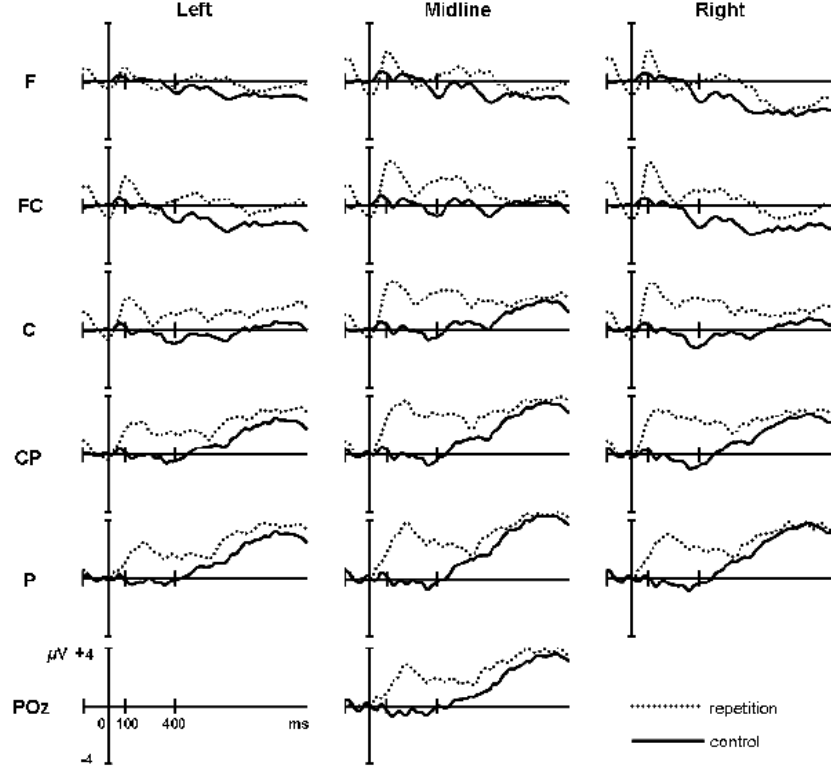 Left Midline Right
F
FC
C
CP
P
µV +4
POz
0 100 400 ms
-4
repetition
control